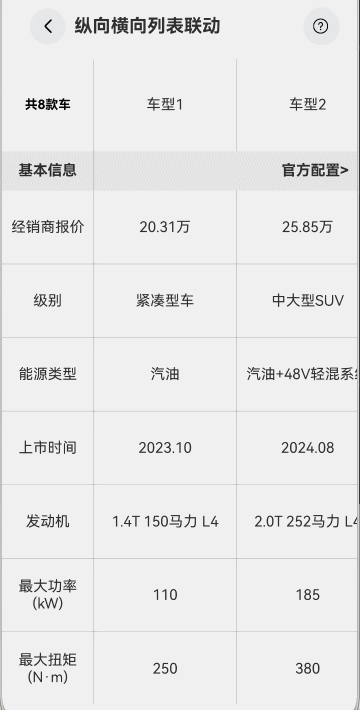 纵向横向列表联动
共8款车 车型1 车型2
基本信息 官方配置>
经销商报价 20.31万 25.85万
级别 紧凑型车 中大型SUV
能源类型 汽油 汽油+48V轻混系
上市时间 2023.10 2024.08
发动机 1.4T 150马力 L4 2.0T 252马力 L4
最大功率
(kW) 110 185
最大扭矩
(N·m) 250 380